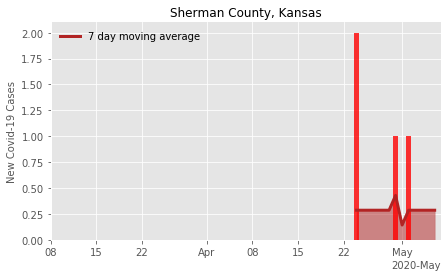 Sherman County, Kansas
7 day moving average
New Covid-19 Cases
2.00
1.75
1.50
1.25
1.00
0.75
0.50
0.25
0.00
08 15 22 Apr 08 15 22 May
2020-May